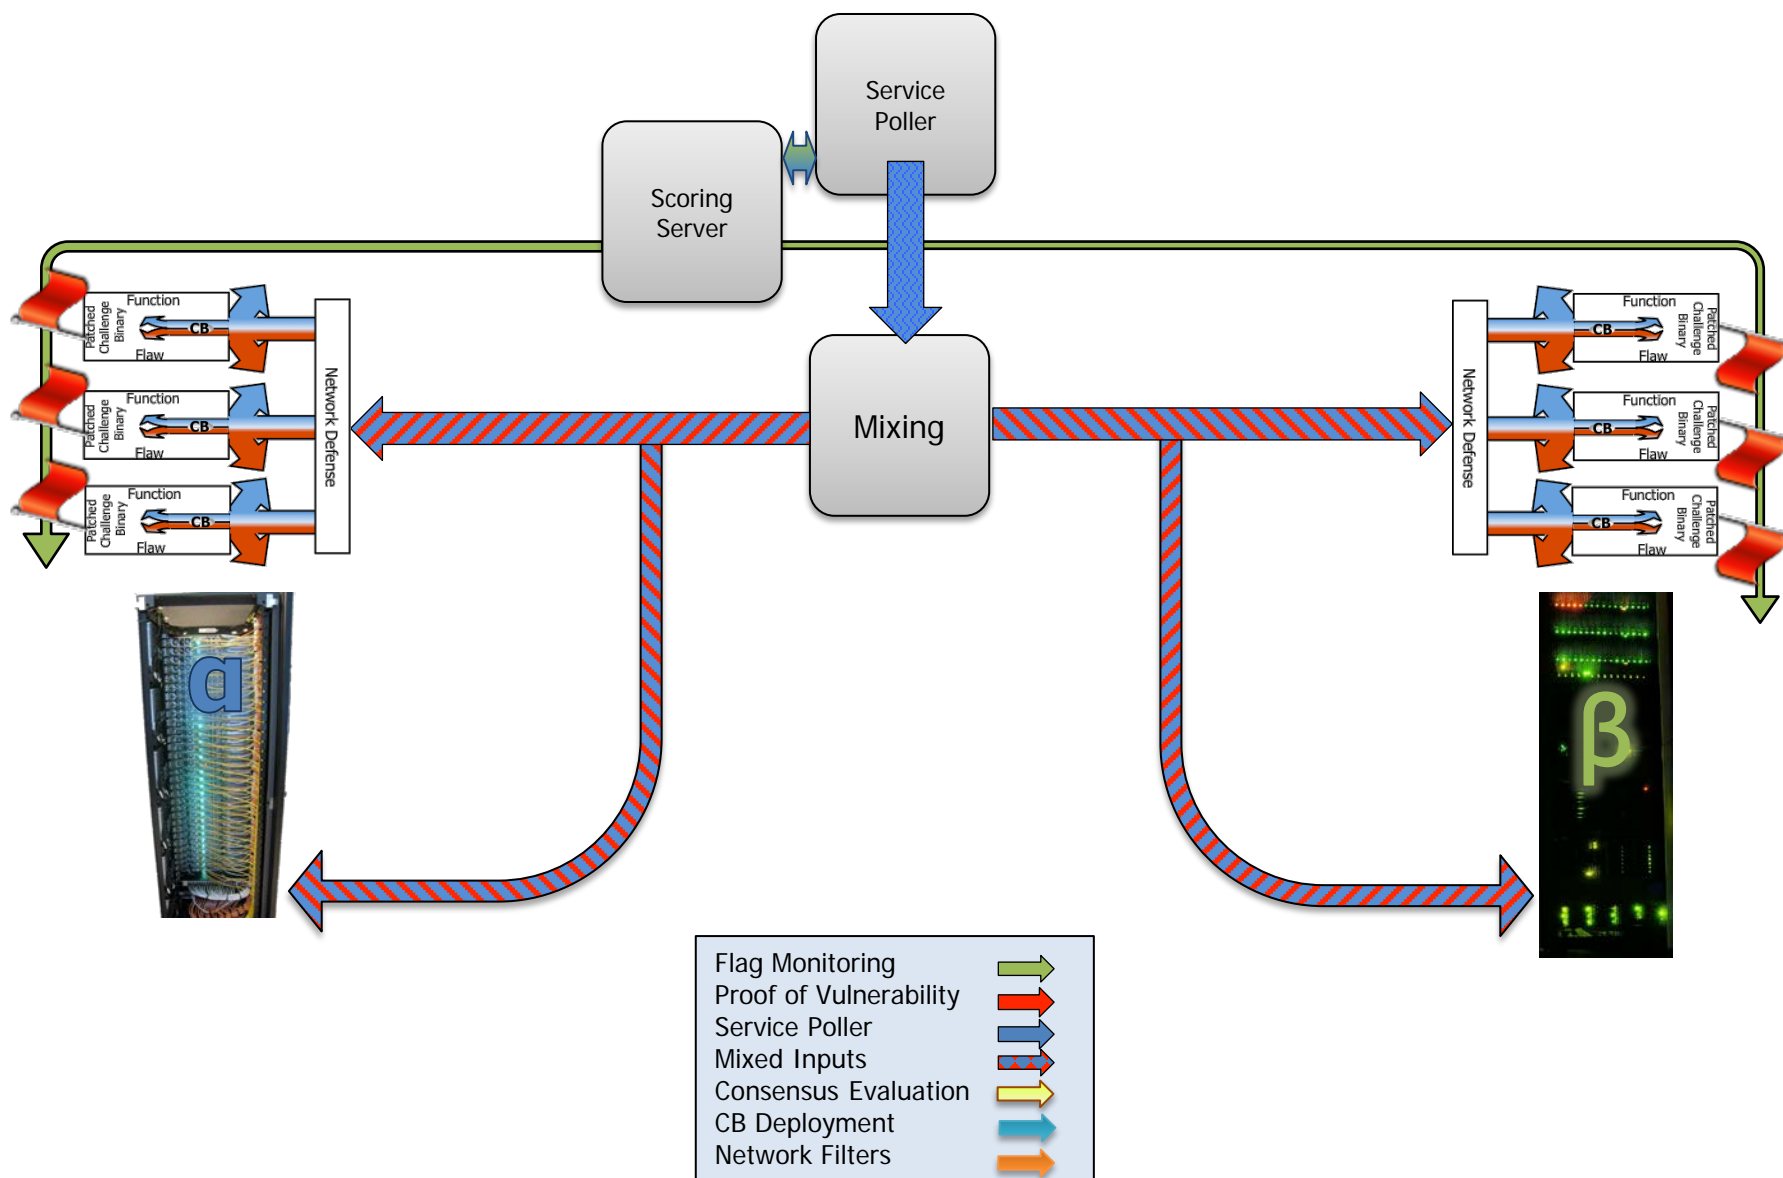 Service
Poller
Scoring
Server
Mixing
Function
CB
Flaw
Patched
Challenge
Binary
Function
CB
Flaw
Patched
Challenge
Binary
Function
CB
Flaw
Patched
Challenge
Binary
Network Defense
Network Defense
Function
CB
Flaw
Patched
Challenge
Binary
Function
CB
Flaw
Patched
Challenge
Binary
Function
CB
Flaw
Patched
Challenge
Binary
α
β
Flag Monitoring
Proof of Vulnerability
Service Poller
Mixed Inputs
Consensus Evaluation
CB Deployment
Network Filters